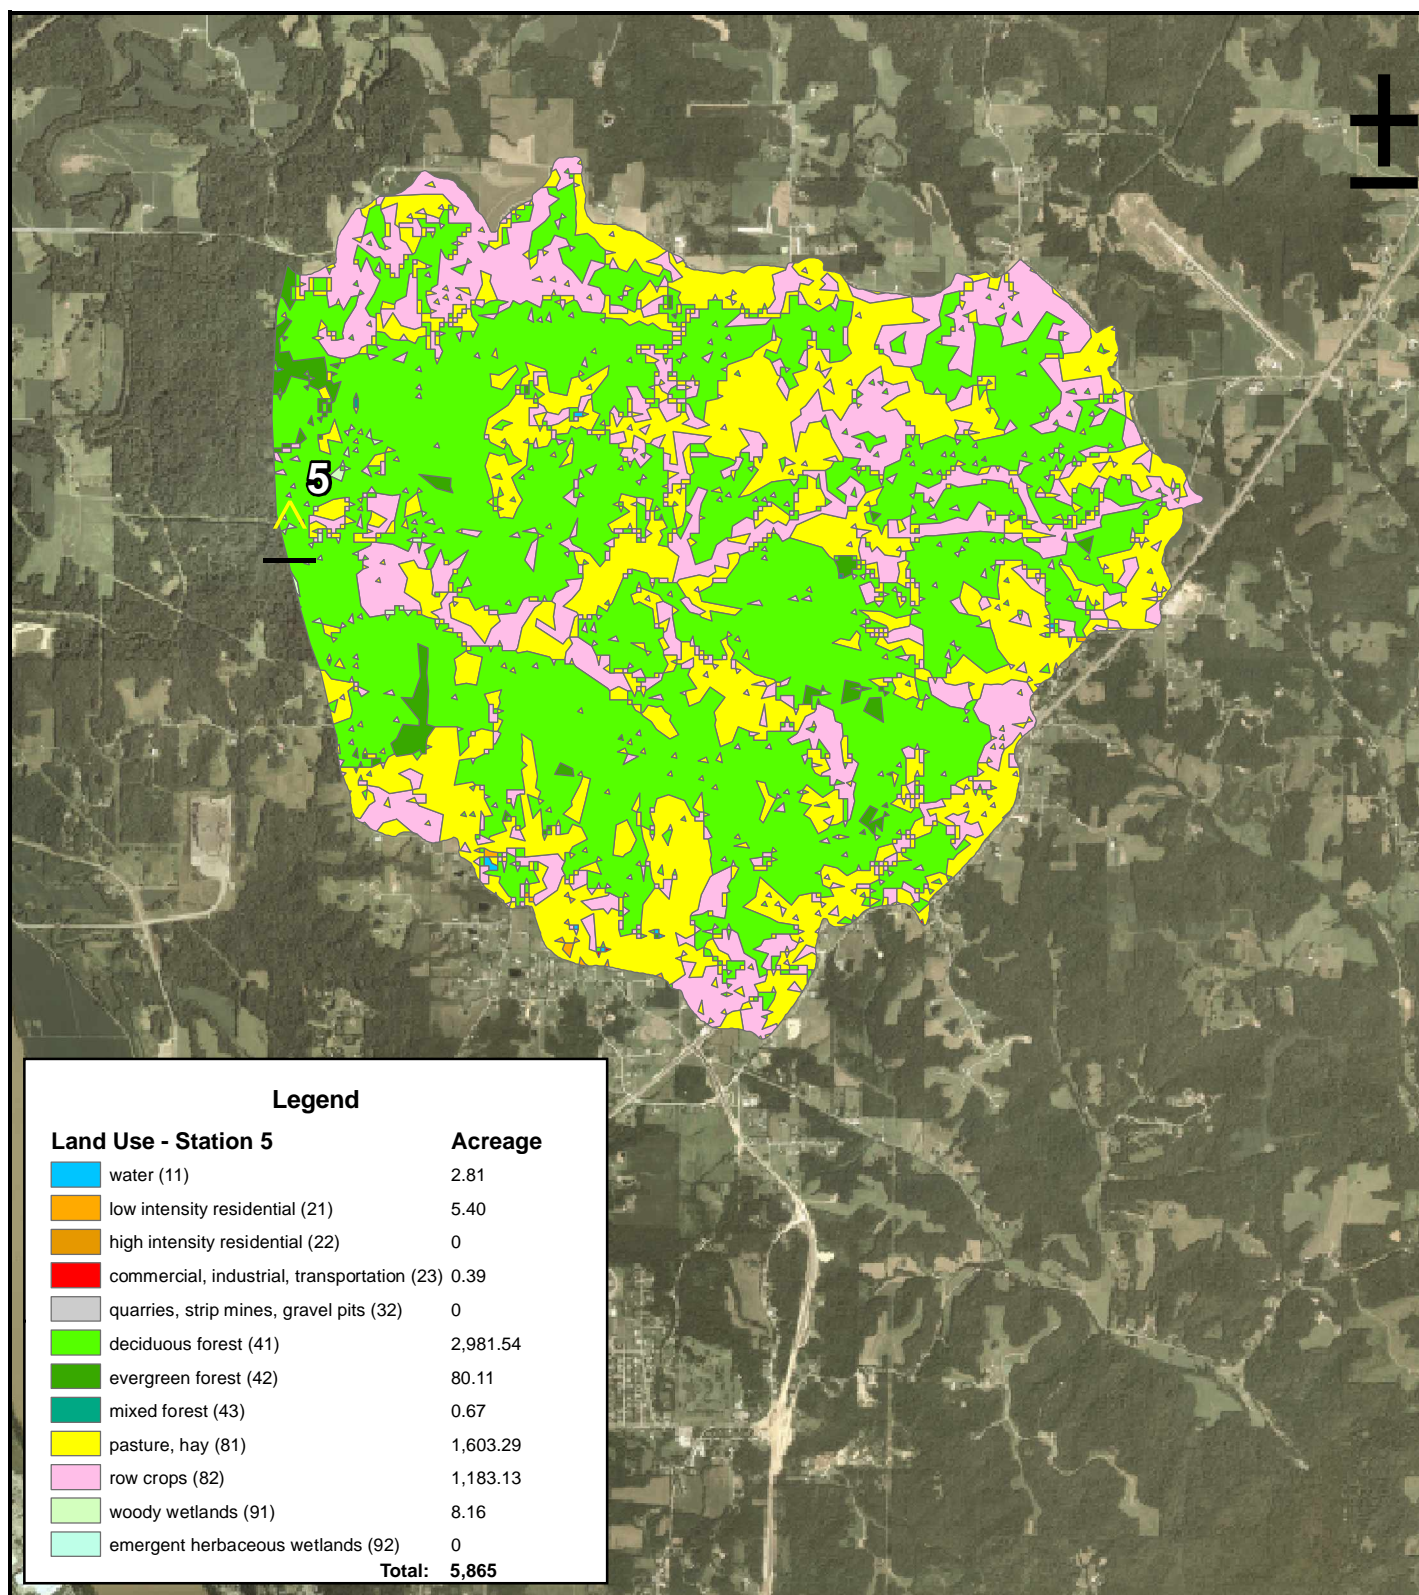 5
Legend
Land Use - Station 5 Acreage
water (11) 2.81
low intensity residential (21) 5.40
high intensity residential (22) 0
commercial, industrial, transportation (23) 0.39
quarries, strip mines, gravel pits (32) 0
deciduous forest (41) 2,981.54
evergreen forest (42) 80.11
mixed forest (43) 0.67
pasture, hay (81) 1,603.29
row crops (82) 1,183.13
woody wetlands (91) 8.16
emergent herbaceous wetlands (92) 0
Total: 5,865